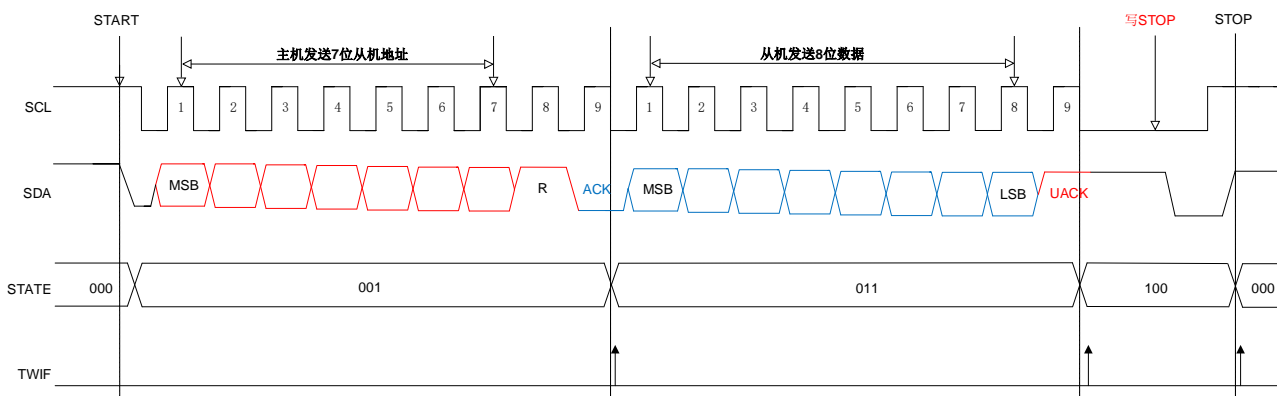 START 写STOP STOP
主机发送7位从机地址 从机发送8位数据
SCL 1 2 3 4 5 6 7 8 9 1 2 3 4 5 6 7 8 9
SDA MSB R ACK MSB LSB UACK
STATE 000 001 011 100 000
TWIF